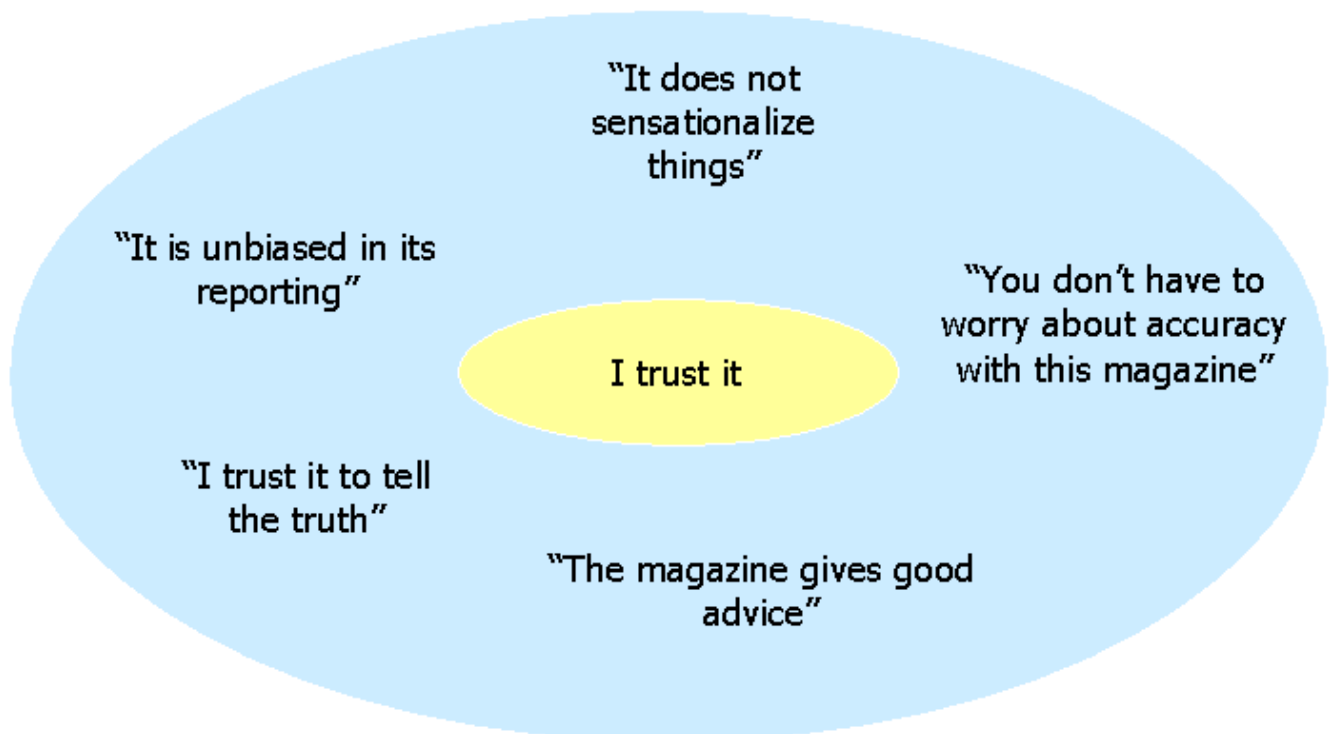 “It does not
sensationalize
things”
“It is unbiased in its
reporting”
“You don’t have to
worry about accuracy
with this magazine”
I trust it
“I trust it to tell
the truth”
“The magazine gives good
advice”